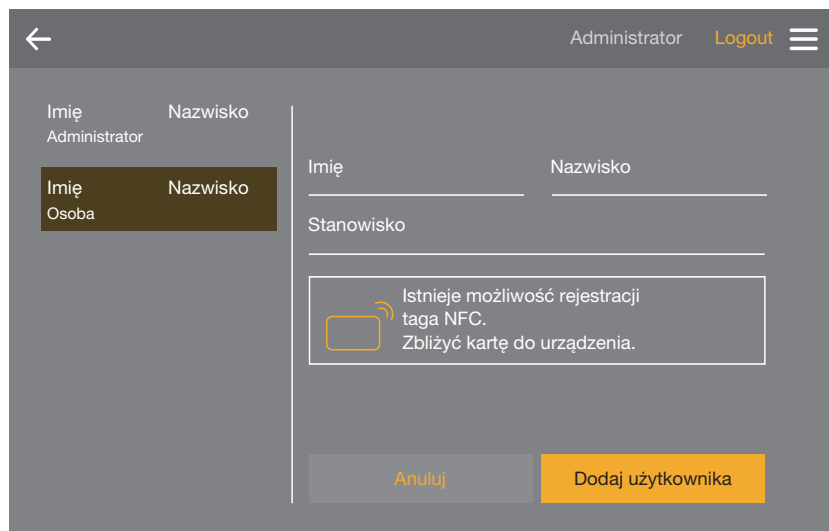 Administrator Logout
Imię Nazwisko
Administrator
Imię Nazwisko
Osoba
Imię Nazwisko
Stanowisko
Istnieje możliwość rejestracji
taga NFC.
Zbliżyć kartę do urządzenia.
Anuluj Dodaj użytkownika